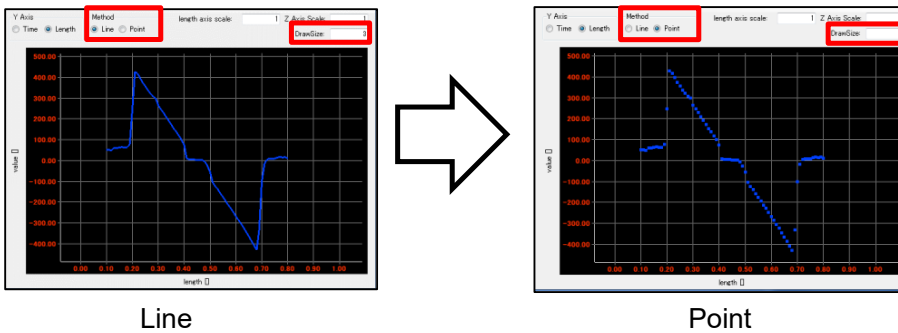 Y Axis Method length axis scale: 1 Z Axis Scale: 1
Time Length Line Point DrawSize: 3
500.00
400.00
300.00
200.00
100.00
0.00
-100.00
-200.00
-300.00
-400.00
value []
0.00 0.10 0.20 0.30 0.40 0.50 0.60 0.70 0.80 0.90 1.00
length []
Line
Y Axis Method length axis scale: 1 Z Axis Scale:
Time Length Line Point DrawSize:
500.00
400.00
300.00
200.00
100.00
0.00
-100.00
-200.00
-300.00
-400.00
value []
0.00 0.10 0.20 0.30 0.40 0.50 0.60 0.70 0.80 0.90 1.00
length []
Point